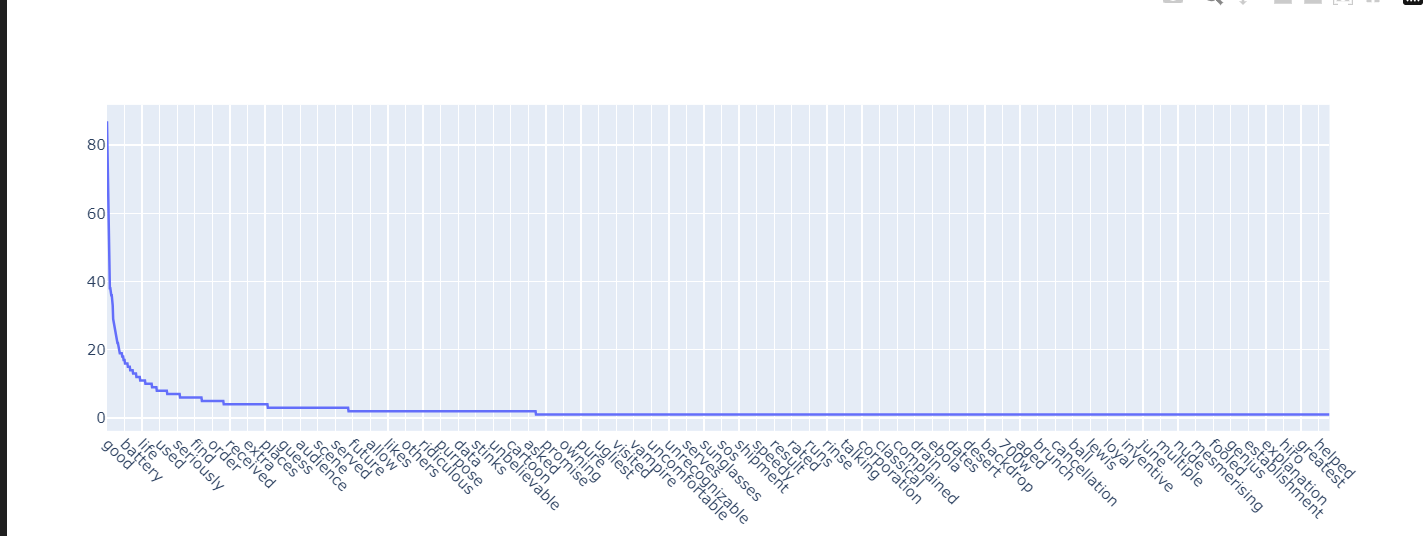 80
60
40
20
0
good
battery
life
used
seriously
find
order
received
extra
places
guess
audience
scene
served
future
allow
likes
others
ridiculous
purpose
data
stinks
unbelievable
cartoon
asked
promise
owning
pure
ugliest
visited
vampire
uncomfortable
unrecognizable
serves
sunglasses
sos
shipment
speedy
result
rated
runs
rinse
talking
corporation
classical
complained
drain
ebola
dates
desert
backdrop
70ow
aged
brunch
cancellation
ball
lewis
loyal
inventive
june
multiple
nude
mesmerising
fooled
genius
establishment
explanation
hiro
greatest
helped